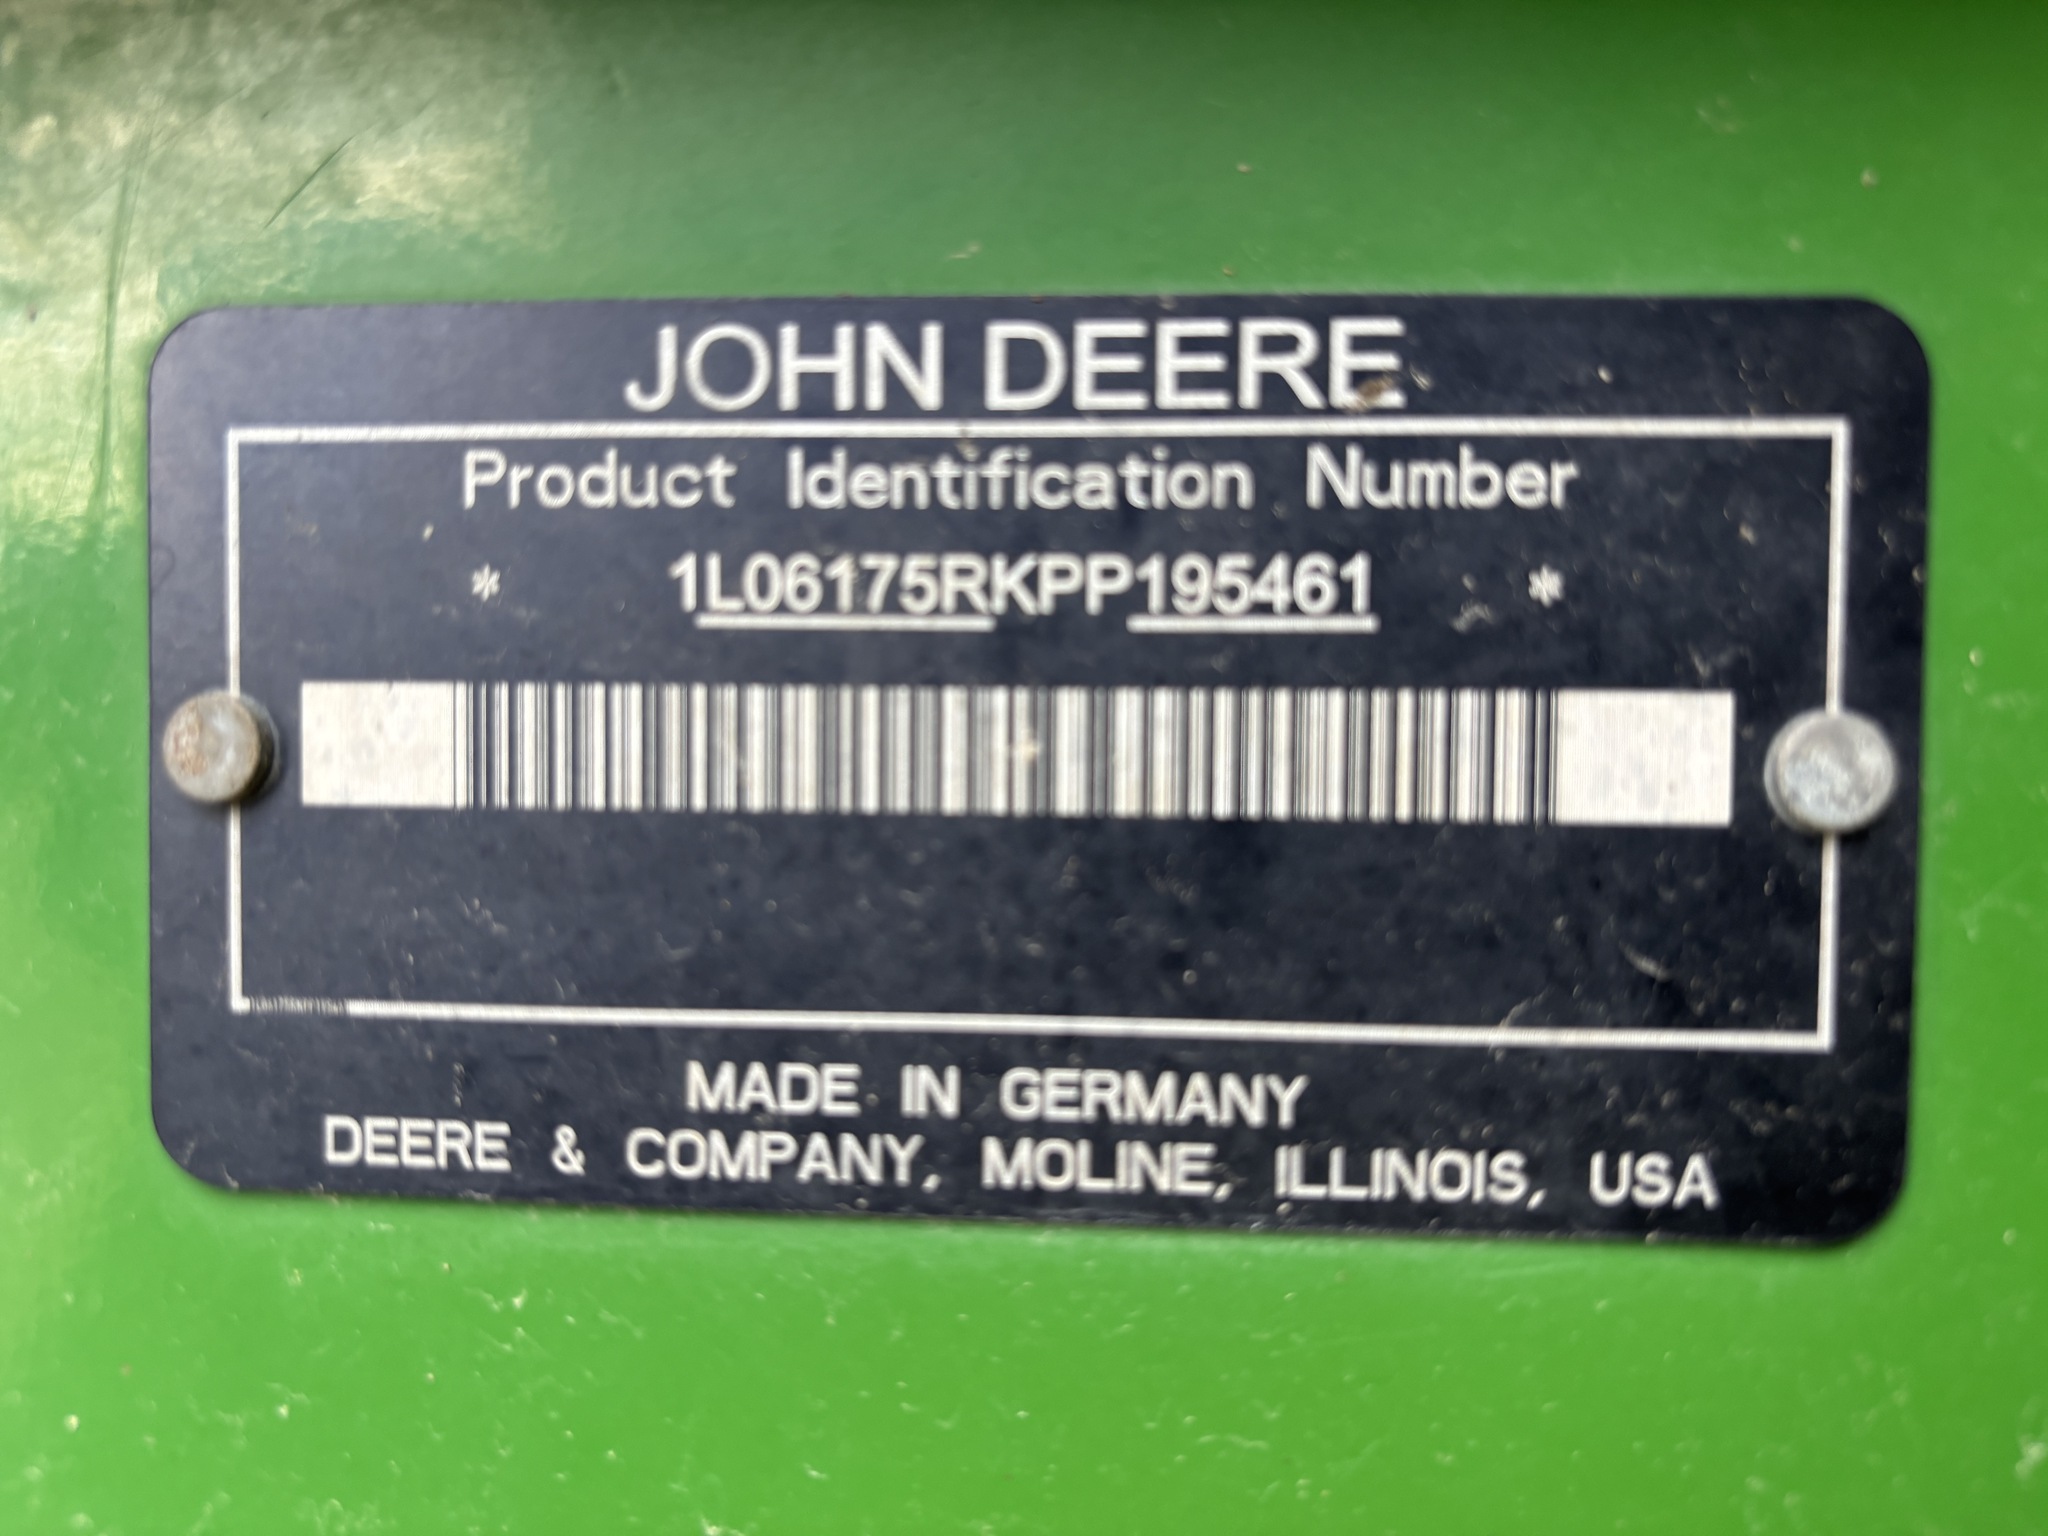 JOHN DEERE
Product Identification Number
* 1L06175RKPP195461 *
MADE IN GERMANY
DEERE & COMPANY, MOLINE, ILLINOIS, USA